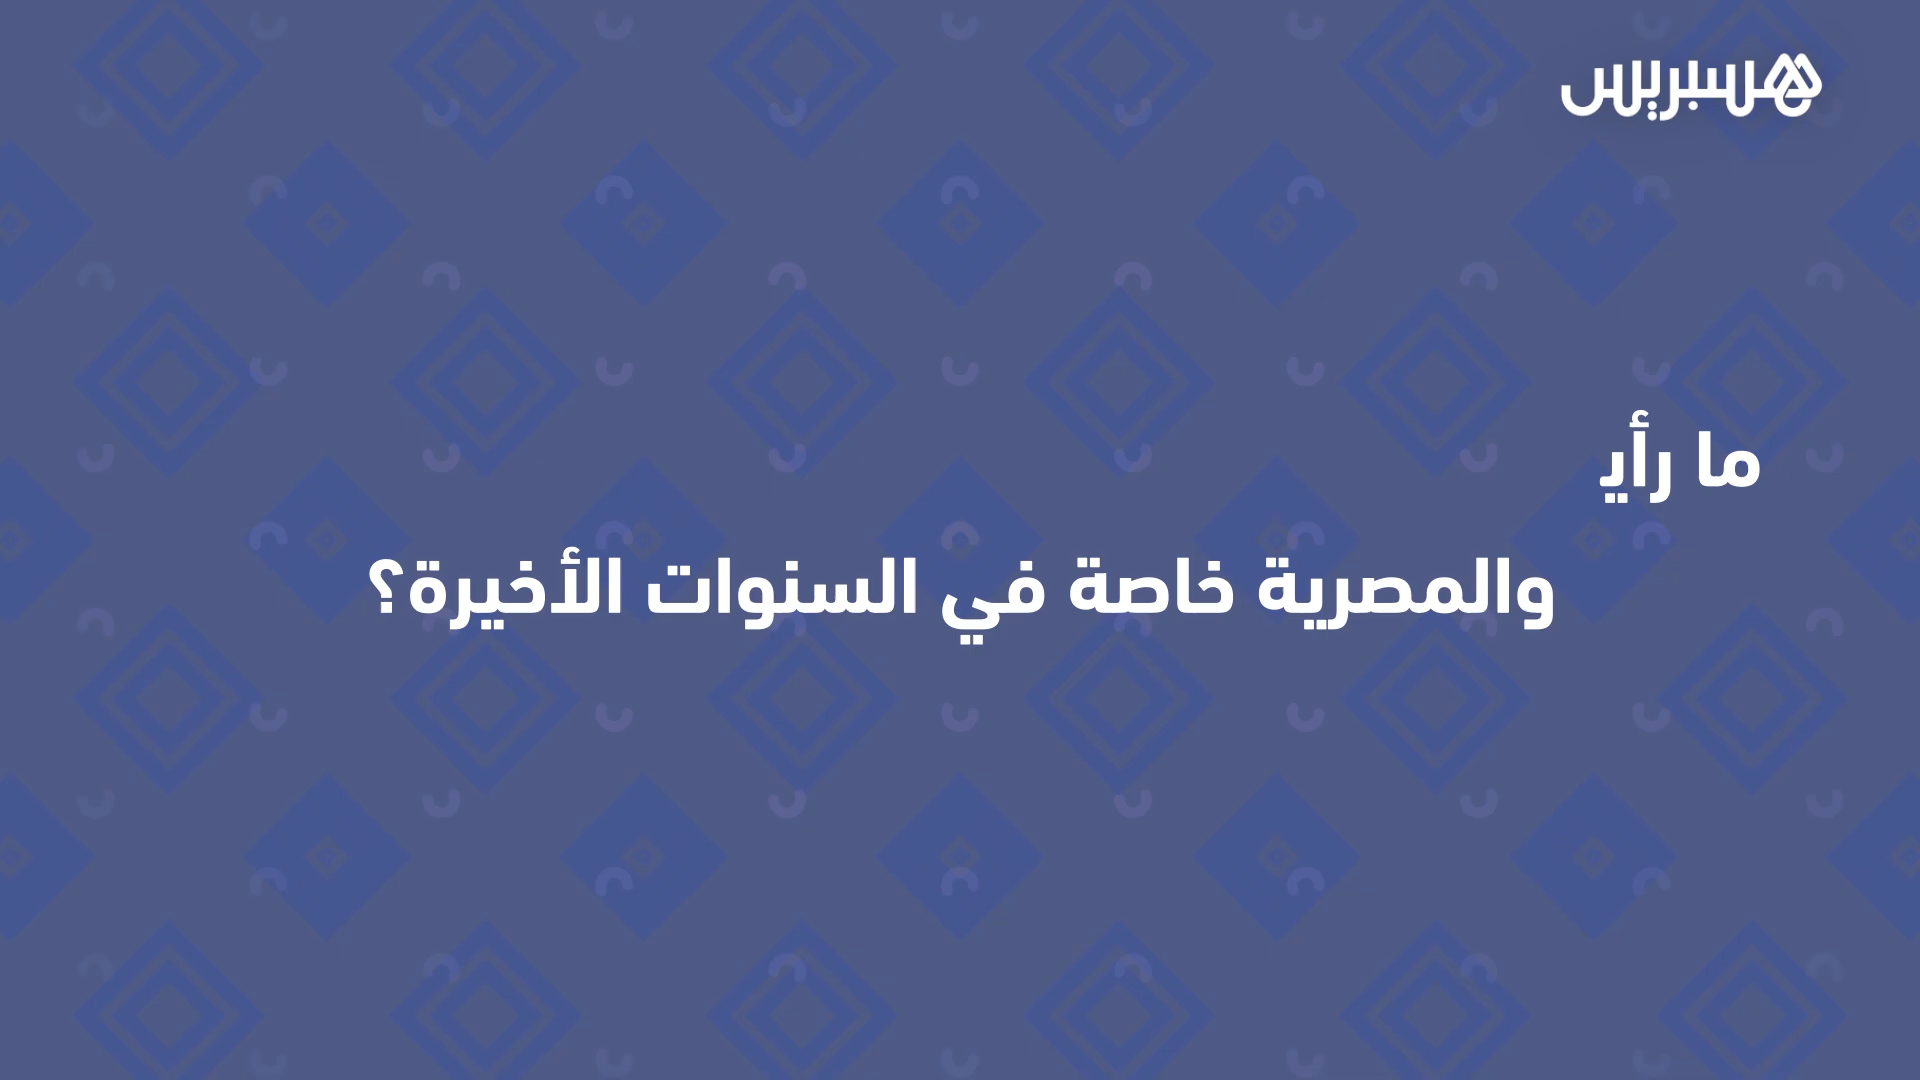 هسبريس
ما رأي
والمصرية خاصة في السنوات الأخيرة؟